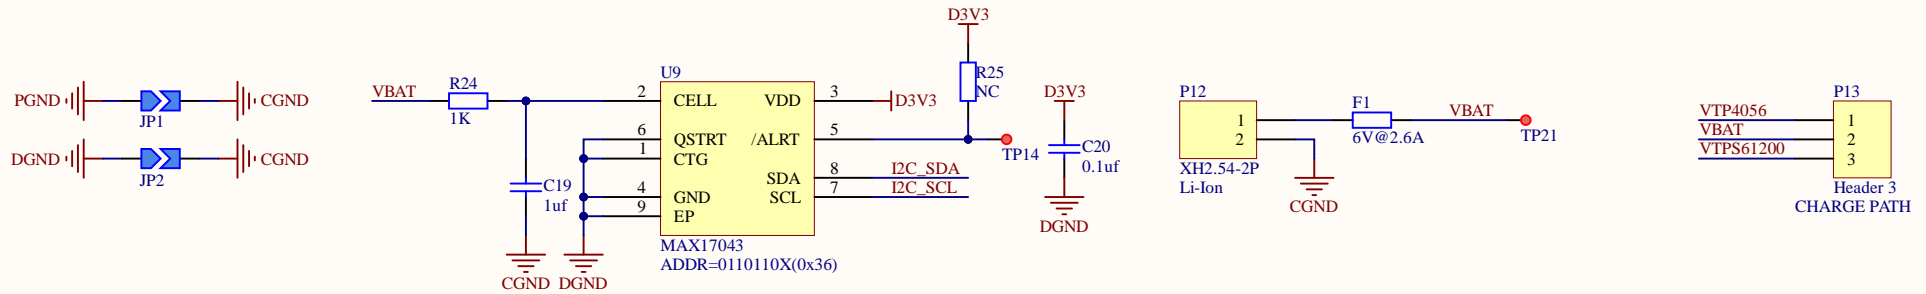 PGND
JP1
CGND
DGND
JP2
CGND
VBAT
R24
1K
C19
1uf
CGND
DGND
U9
2 CELL VDD 3
6 QSTRT /ALRT 5
1 CTG
SDA 8
4 GND SCL 7
9 EP
MAX17043
ADDR=0110110X(0x36)
D3V3
D3V3
R25
NC
TP14
I2C_SDA
I2C_SCL
D3V3
C20
0.1uf
DGND
P12
1
2
XH2.54-2P
Li-Ion
F1
6V@2.6A
VBAT
TP21
CGND
P13
VTP4056 1
VBAT 2
VTPS61200 3
Header 3
CHARGE PATH